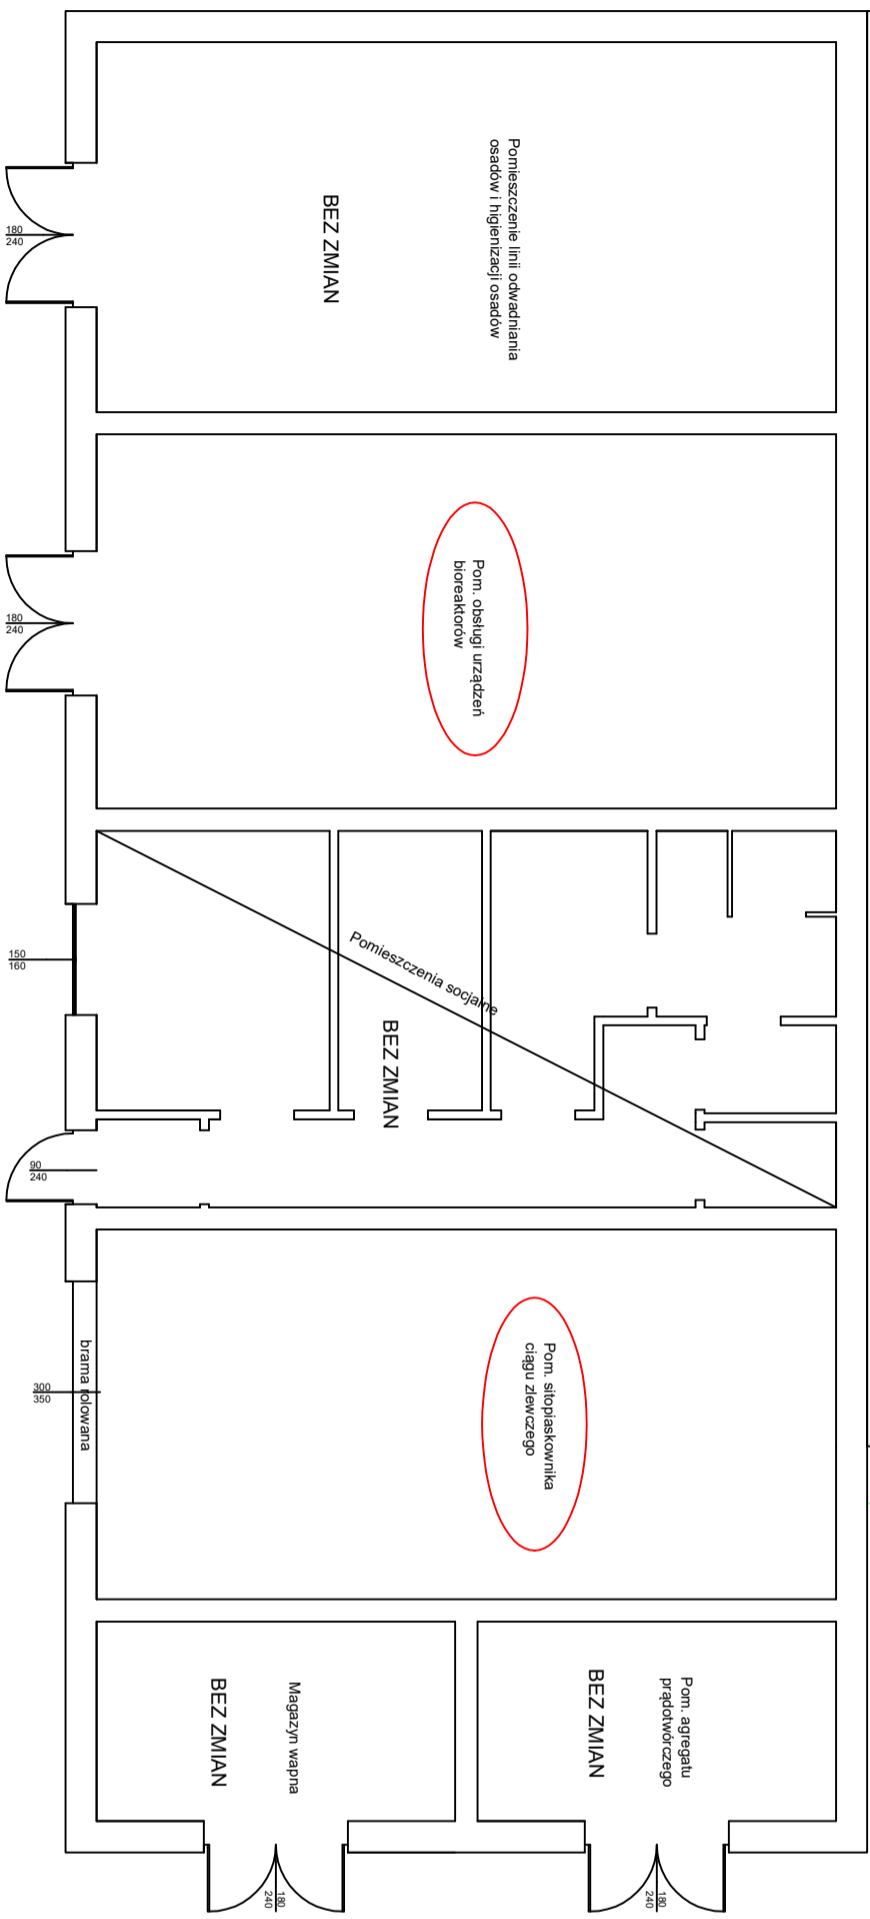 Pomieszczenie linii odwadniania
osadów i higienizacji osadów
BEZ ZMIAN
180
240
Pom. obsługi urządzeń
bioreaktorów
180
240
Pomieszczenia socjalne
BEZ ZMIAN
150
160
90
240
Pom. sitopiaskownika
ciągu zlewczego
brama rolowana
300
350
Magazyn wapna
BEZ ZMIAN
180
240
Pom. agregatu
prądotwórczego
BEZ ZMIAN
180
240